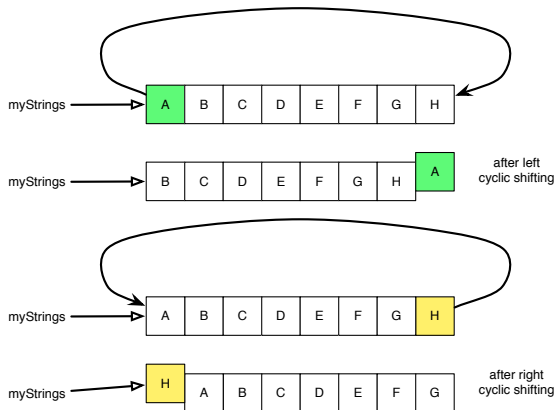 myStrings A B C D E F G H
myStrings B C D E F G H A after left
cyclic shifting
myStrings A B C D E F G H
myStrings H A B C D E F G after right
cyclic shifting